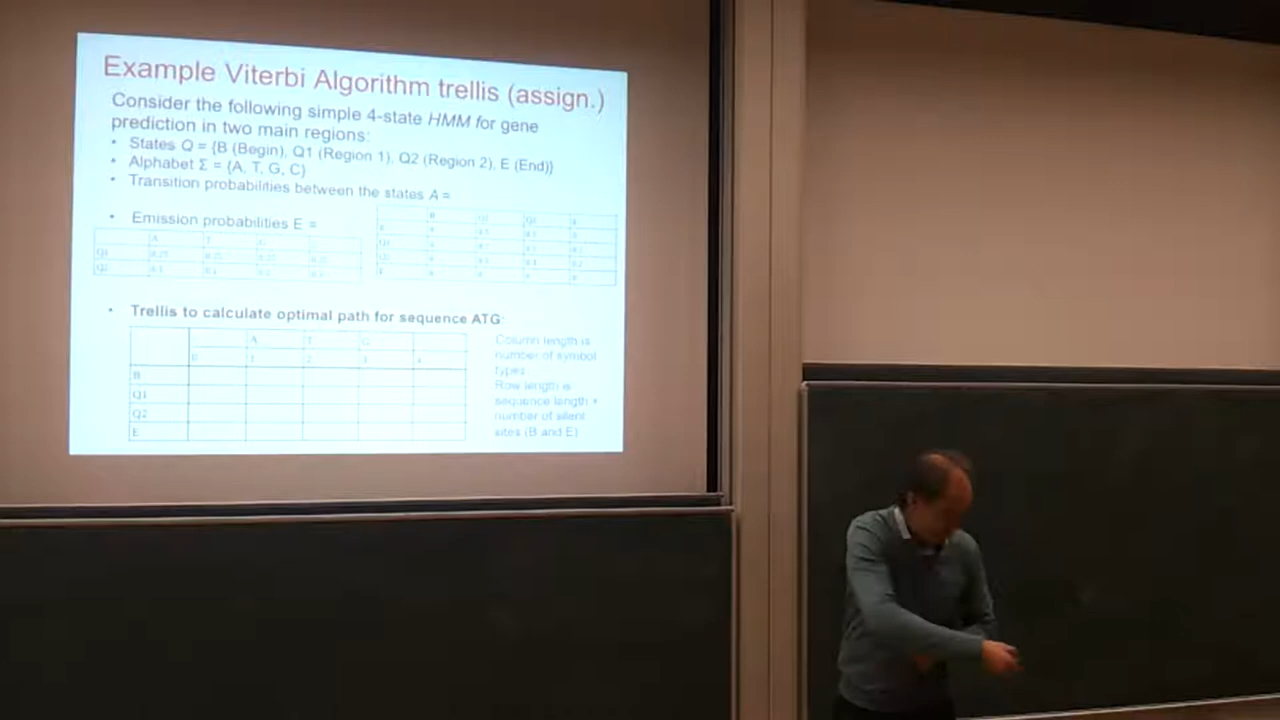 Example Viterbi Algorithm trellis (assign.)
Consider the following simple 4-state HMM for gene
prediction in two main regions:
• States Q = {B (Begin), Q1 (Region 1), Q2 (Region 2), E (End)}
• Alphabet Σ = {A, T, G, C}
• Transition probabilities between the states A =
• Emission probabilities E =
A T
Q1 0.25
Q2
• Trellis to calculate optimal path for sequence ATG:
A T G
0 1 2 3 4
B
Q1
Q2
E
Column length is
number of symbol
types
Row length is
sequence length +
number of silent
sites (B and E)